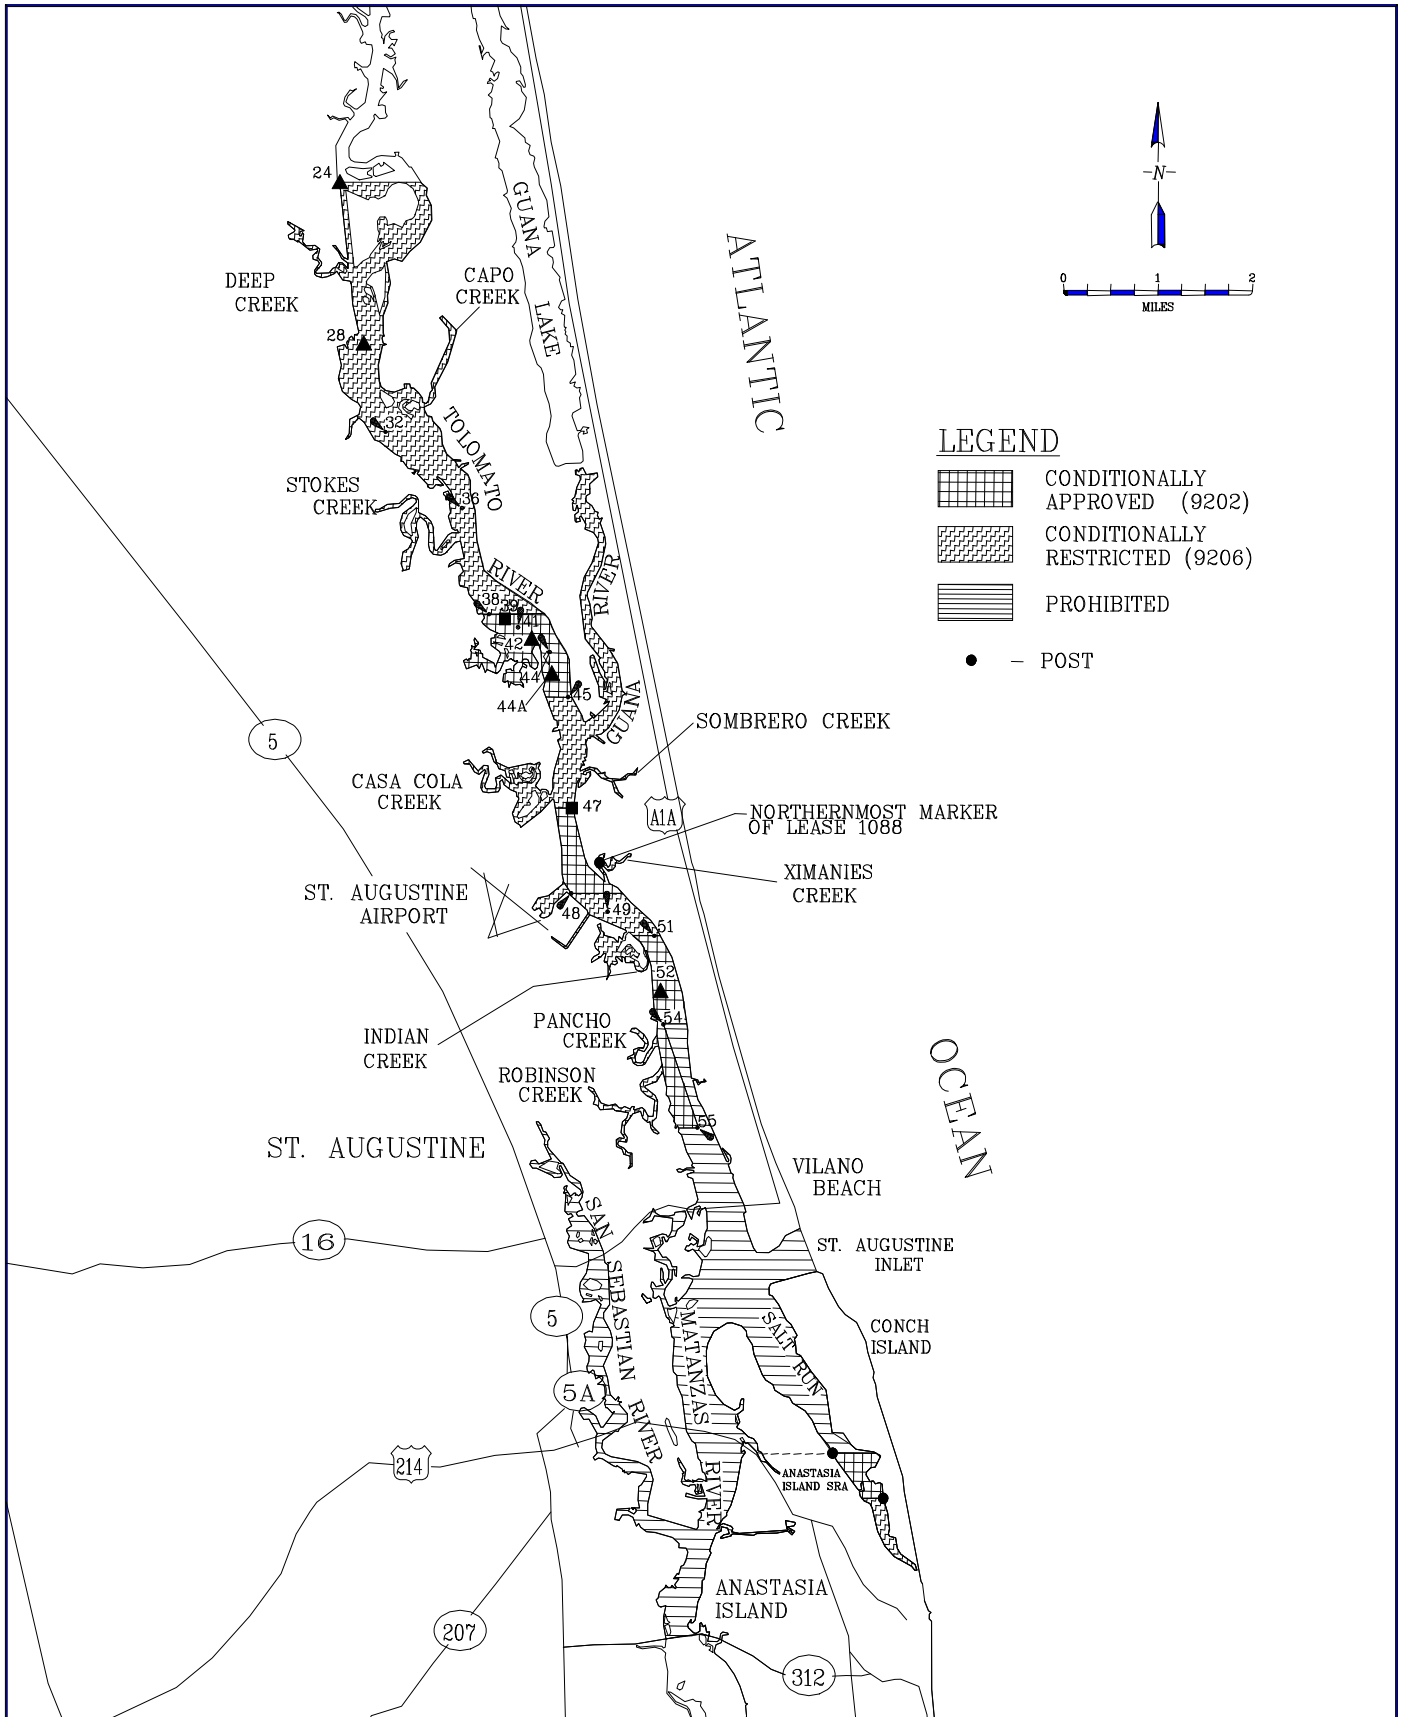 24
GUANA
LAKE
N
ATLANTIC
DEEP
CREEK
CAPO
CREEK
0 1 2
MILES
28
32
TOLOMATO
LEGEND
CONDITIONALLY
APPROVED (9202)
CONDITIONALLY
RESTRICTED (9206)
PROHIBITED
- POST
STOKES
CREEK
36
RIVER
RIVER
38
39
41
42
44
44A
45
GUANA
SOMBRERO CREEK
5
CASA COLA
CREEK
47
A1A
NORTHERNMOST MARKER
OF LEASE 1088
XIMANIES
CREEK
ST. AUGUSTINE
AIRPORT
48
49
51
52
INDIAN
CREEK
PANCHO
CREEK
54
ROBINSON
CREEK
OCEAN
55
ST. AUGUSTINE
VILANO
BEACH
SAN
SEBASTIAN
RIVER
16
ST. AUGUSTINE
INLET
5
MATANZAS
RIVER
SALT RUN
CONCH
ISLAND
5A
214
ANASTASIA
ISLAND SRA
ANASTASIA
ISLAND
207
312